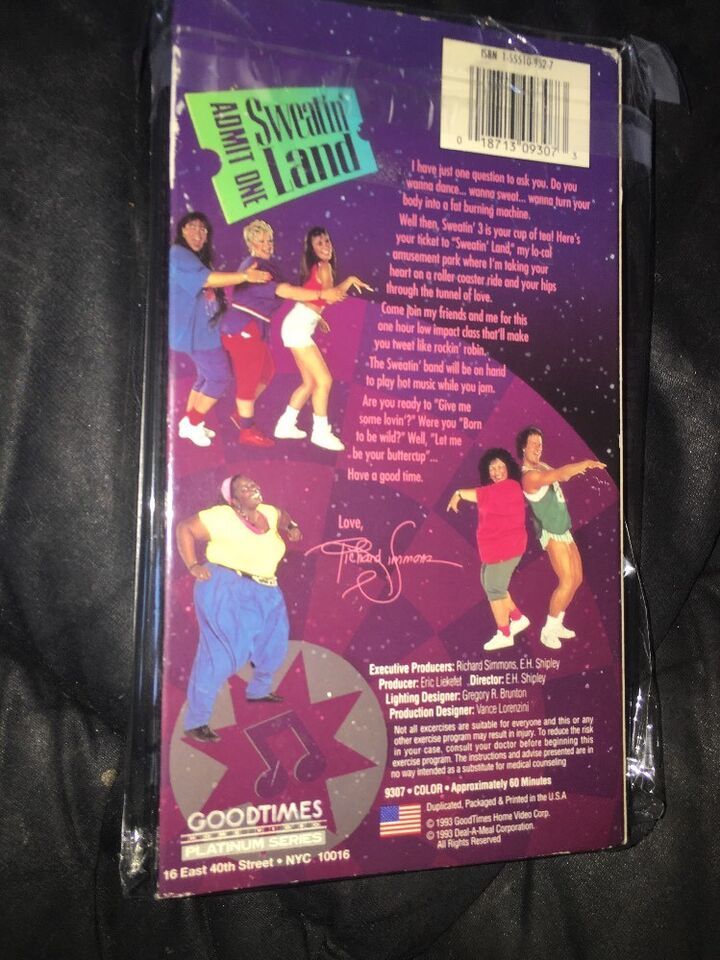 ISBN 1-55510-952-7
0 18713 09307 3
ADMIT ONE
Sweatin'
Land
I have just one question to ask you. Do you
wanna dance... wanna sweat... wanna turn your
body into a fat burning machine.
Well then, Sweatin' 3 is your cup of tea! Here's
your ticket to "Sweatin' Land," my lo-cal
amusement park where I'm taking your
heart on a roller coaster ride and your hips
through the tunnel of love.
Come join my friends and me for this
one hour low impact class that'll make
you tweet like rockin' robin.
The Sweatin' band will be on hand
to play hot music while you jam.
Are you ready to "Give me
some lovin'?" Were you "Born
to be wild?" Well, "Let me
be your buttercup"...
Have a good time.
Love,
Richard Simmons
Executive Producers: Richard Simmons, E.H. Shipley
Producer: Eric Liekefet Director: E.H. Shipley
Lighting Designer: Gregory R. Brunton
Production Designer: Vance Lorenzini
Not all excercises are suitable for everyone and this or any
other exercise program may result in injury. To reduce the risk
in your case, consult your doctor before beginning this
exercise program. The instructions and advise presented are in
no way intended as a substitute for medical counseling
9307 • COLOR • Approximately 60 Minutes
Duplicated, Packaged & Printed in the U.S.A
© 1993 GoodTimes Home Video Corp.
© 1993 Deal-A-Meal Corporation.
All Rights Reserved
GOODTIMES
HOME VIDEO
PLATINUM SERIES
16 East 40th Street • NYC 10016